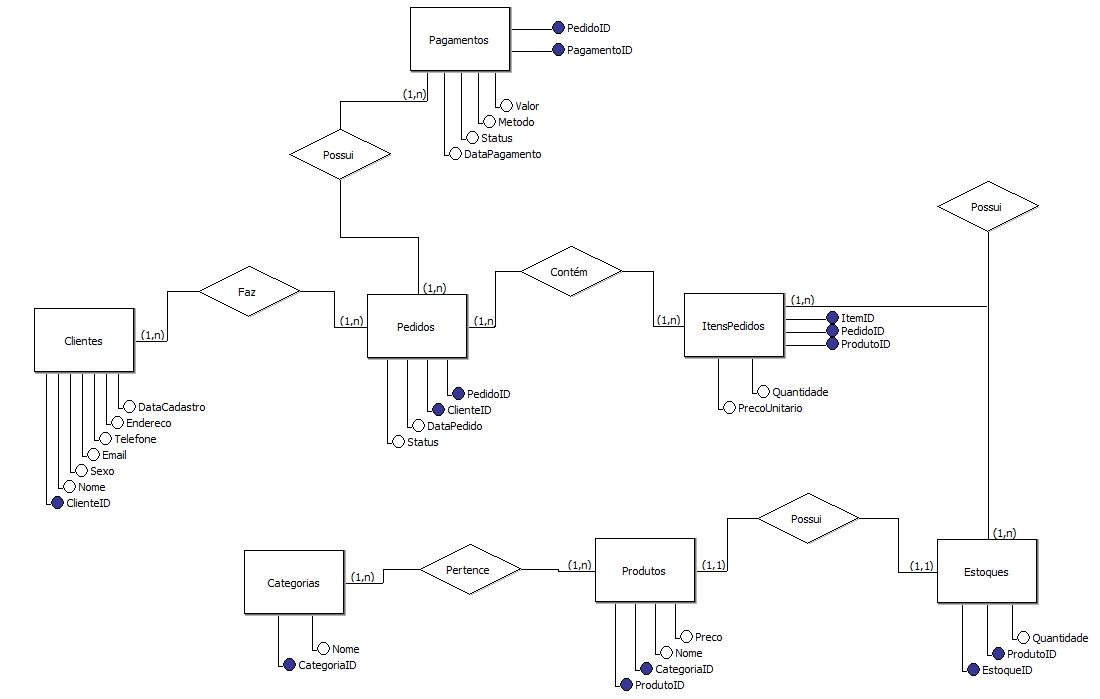 Pagamentos
PedidoID
PagamentoID
(1,n)
Valor
Metodo
Status
DataPagamento
Possui
Possui
Faz
Contém
(1,n)
Clientes
(1,n)
(1,n)
Pedidos
(1,n)
(1,n)
ItensPedidos
(1,n)
ItemID
PedidoID
ProdutoID
DataCadastro
Endereco
Telefone
Email
Sexo
Nome
ClienteID
PedidoID
ClienteID
DataPedido
Status
Quantidade
PrecoUnitario
Possui
(1,n)
Categorias
(1,n)
Pertence
(1,n)
Produtos
(1,1)
(1,1)
Estoques
Nome
CategoriaID
Preco
Nome
CategoriaID
ProdutoID
Quantidade
ProdutoID
EstoqueID